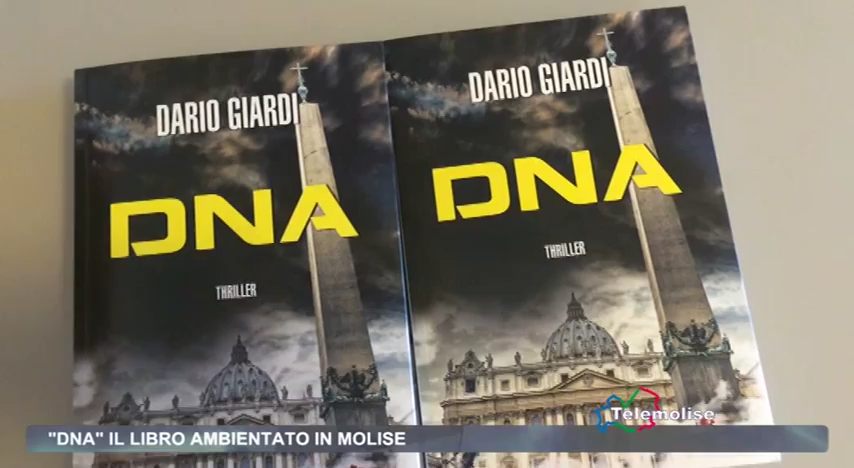 DARIO GIARDI
DNA
THRILLER
DARIO GIARDI
DNA
THRILLER
Telemolise
"DNA" IL LIBRO AMBIENTATO IN MOLISE